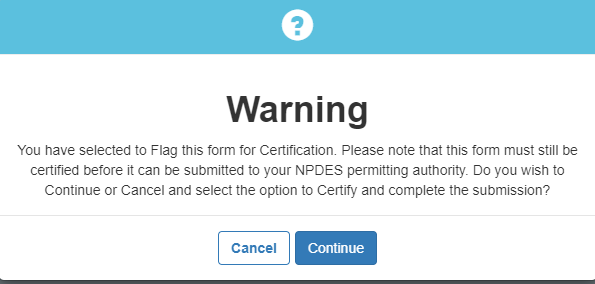 ?
Warning
You have selected to Flag this form for Certification. Please note that this form must still be
certified before it can be submitted to your NPDES permitting authority. Do you wish to
Continue or Cancel and select the option to Certify and complete the submission?
Cancel Continue